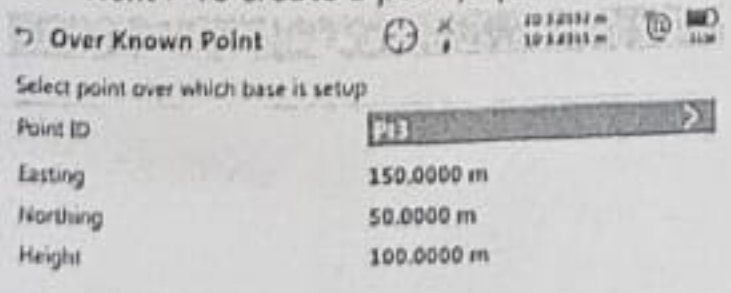 Over Known Point
Select point over which base is setup
Point ID
Easting 150.0000 m
Northing 50.0000 m
Height 100.0000 m